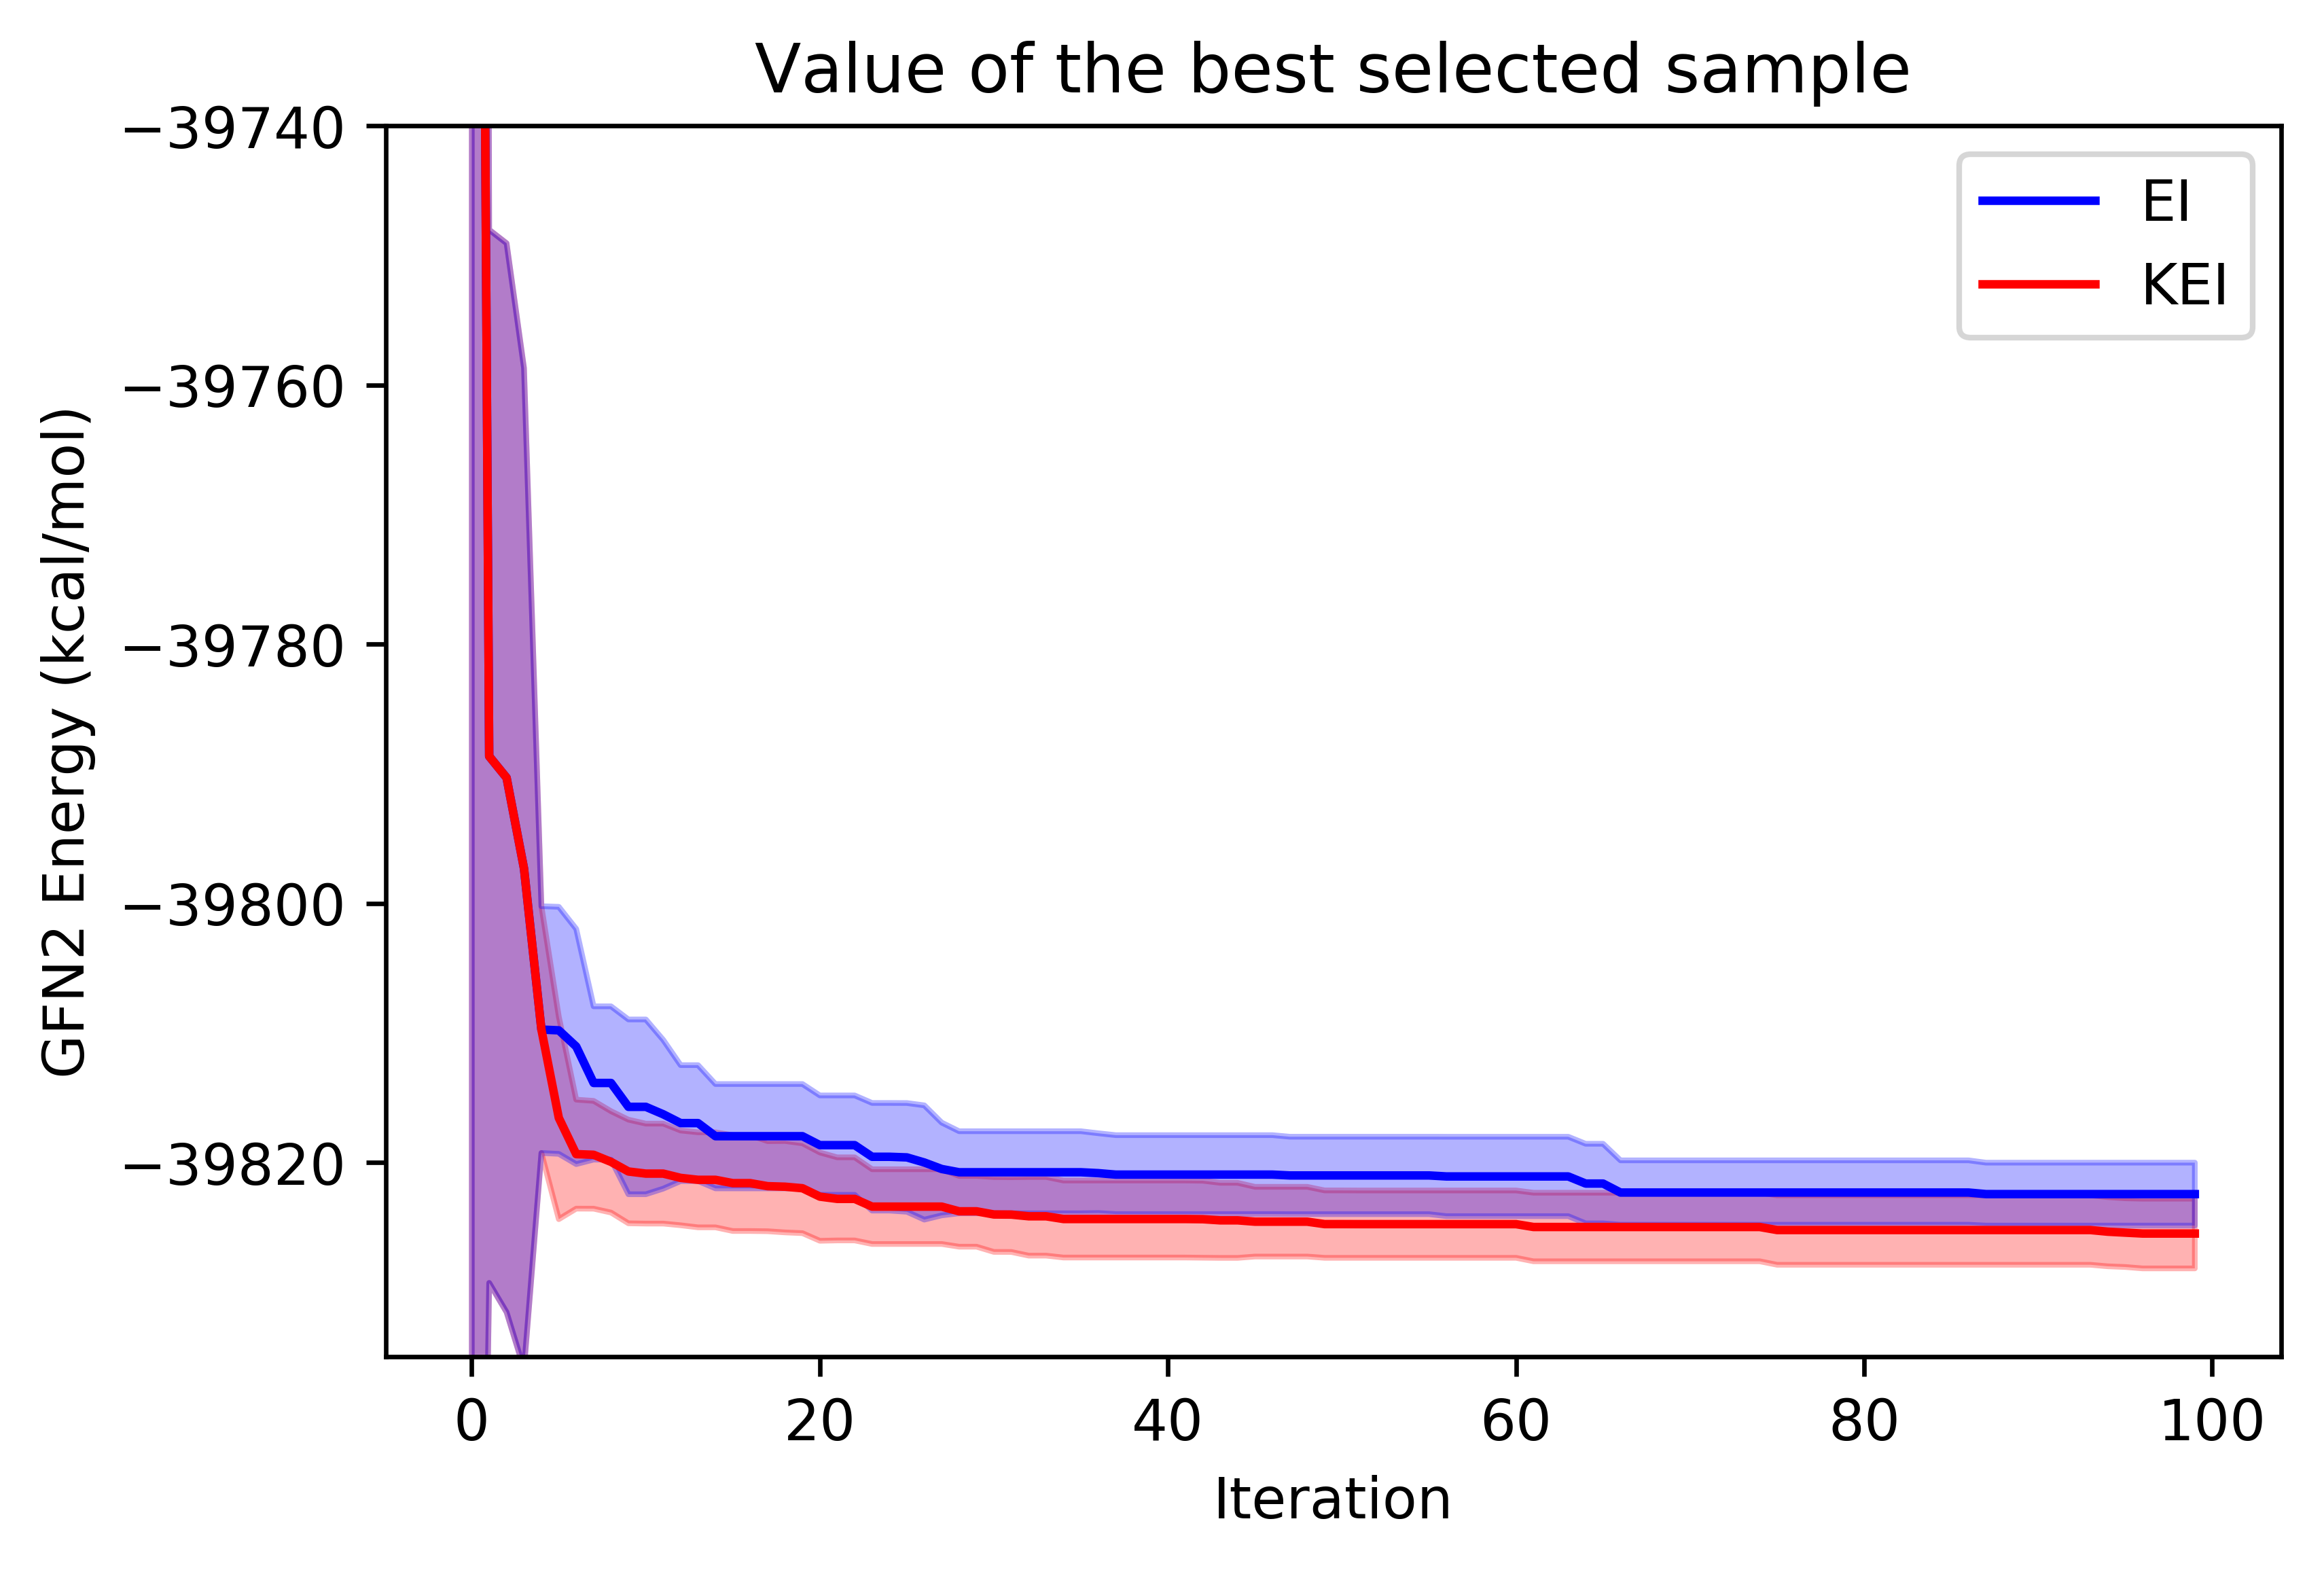 Value of the best selected sample
−39740
−39760
−39780
−39800
−39820
GFN2 Energy (kcal/mol)
EI
KEI
0 20 40 60 80 100
Iteration